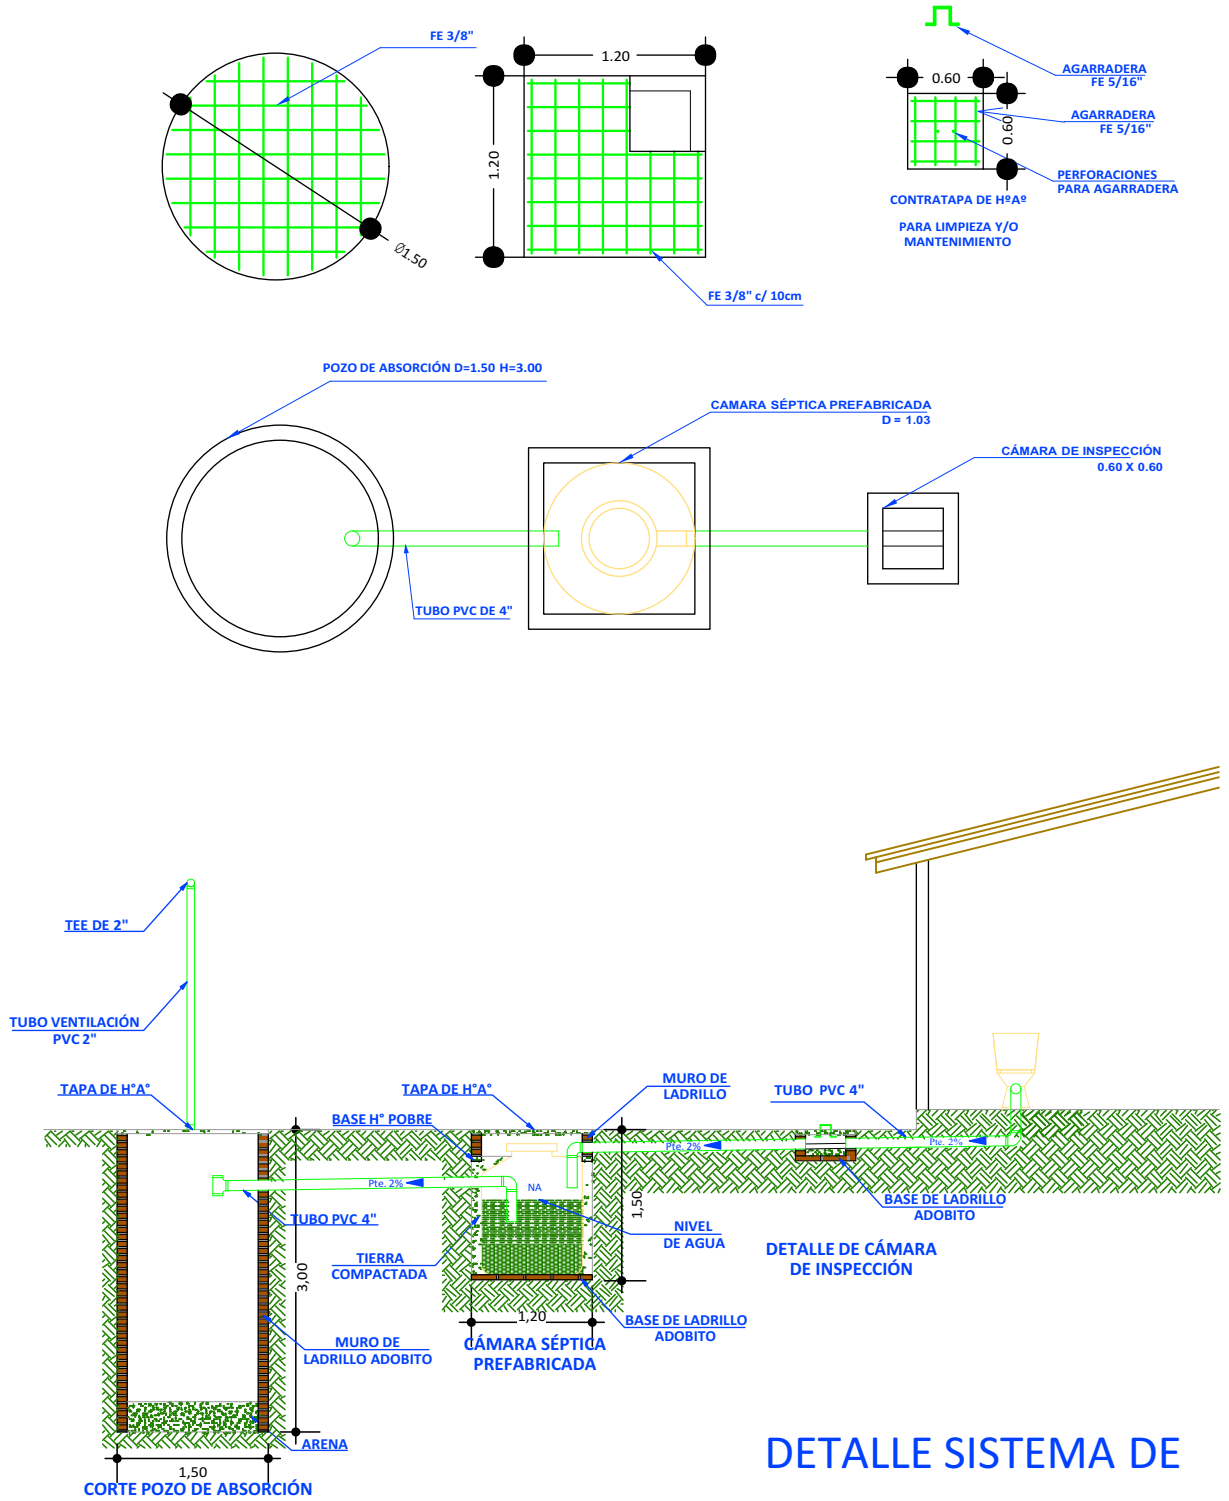 FE 3/8"
1.20
1.20
Ø1.50
FE 3/8" c/ 10cm
AGARRADERA
FE 5/16"
0.60
AGARRADERA
FE 5/16"
0.60
PERFORACIONES
PARA AGARRADERA
CONTRATAPA DE HºAº
PARA LIMPIEZA Y/O
MANTENIMIENTO
POZO DE ABSORCIÓN D=1.50 H=3.00
CAMARA SÉPTICA PREFABRICADA
D = 1.03
CÁMARA DE INSPECCIÓN
0.60 X 0.60
TUBO PVC DE 4"
TEE DE 2"
TUBO VENTILACIÓN
PVC 2"
TAPA DE H°A°
TAPA DE H°A°
BASE H° POBRE
MURO DE
LADRILLO
TUBO PVC 4"
Pte. 2%
Pte. 2%
Pte. 2%
NA
1,50
TUBO PVC 4"
NIVEL
DE AGUA
BASE DE LADRILLO
ADOBITO
TIERRA
COMPACTADA
3,00
DETALLE DE CÁMARA
DE INSPECCIÓN
1,20
BASE DE LADRILLO
ADOBITO
CÁMARA SÉPTICA
PREFABRICADA
MURO DE
LADRILLO ADOBITO
ARENA
1,50
CORTE POZO DE ABSORCIÓN
DETALLE SISTEMA DE